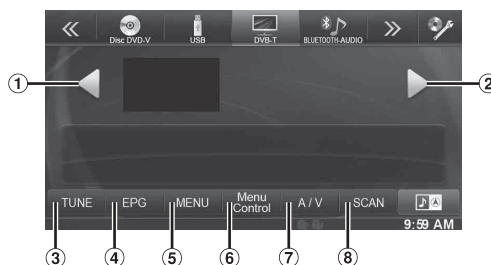 Disc DVD-V USB DVB-T BLUETOOTH-AUDIO
1 2
TUNE EPG MENU Menu Control A / V SCAN
9:59 AM
3 4 5 6 7 8